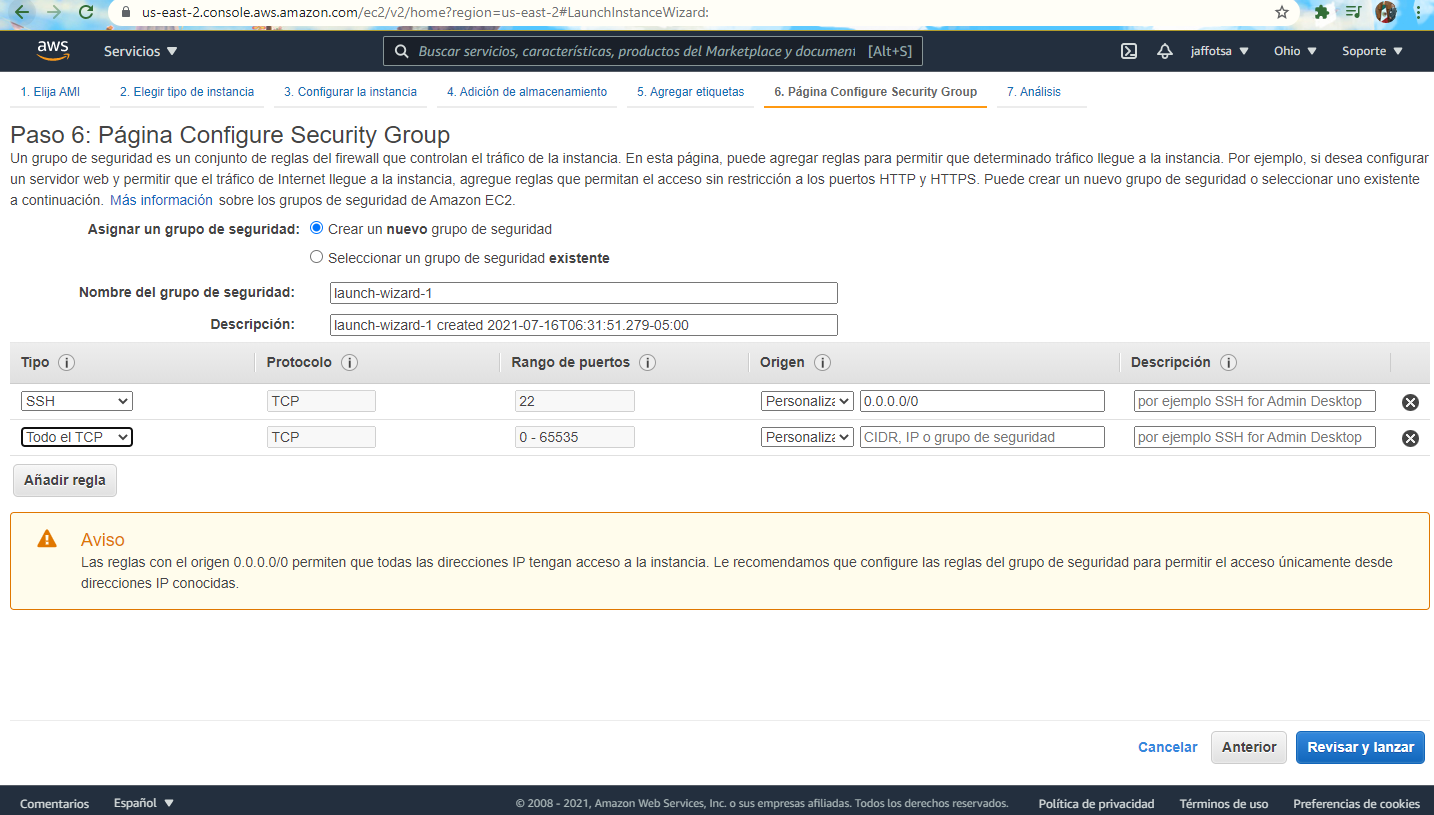 us-east-2.console.aws.amazon.com/ec2/v2/home?region=us-east-2#LaunchInstanceWizard:
aws Servicios Buscar servicios, características, productos del Marketplace y document [Alt+S] jaffotsa Ohio Soporte
1. Elija AMI 2. Elegir tipo de instancia 3. Configurar la instancia 4. Adición de almacenamiento 5. Agregar etiquetas 6. Página Configure Security Group 7. Análisis
Paso 6: Página Configure Security Group
Un grupo de seguridad es un conjunto de reglas del firewall que controlan el tráfico de la instancia. En esta página, puede agregar reglas para permitir que determinado tráfico llegue a la instancia. Por ejemplo, si desea configurar
un servidor web y permitir que el tráfico de Internet llegue a la instancia, agregue reglas que permitan el acceso sin restricción a los puertos HTTP y HTTPS. Puede crear un nuevo grupo de seguridad o seleccionar uno existente
a continuación. Más información sobre los grupos de seguridad de Amazon EC2.
Asignar un grupo de seguridad: Crear un nuevo grupo de seguridad
Seleccionar un grupo de seguridad existente
Nombre del grupo de seguridad: launch-wizard-1
Descripción: launch-wizard-1 created 2021-07-16T06:31:51.279-05:00
Tipo Protocolo Rango de puertos Origen Descripción
SSH TCP 22 Personaliza 0.0.0.0/0 por ejemplo SSH for Admin Desktop
Todo el TCP TCP 0 - 65535 Personaliza CIDR, IP o grupo de seguridad por ejemplo SSH for Admin Desktop
Añadir regla
Aviso
Las reglas con el origen 0.0.0.0/0 permiten que todas las direcciones IP tengan acceso a la instancia. Le recomendamos que configure las reglas del grupo de seguridad para permitir el acceso únicamente desde
direcciones IP conocidas.
Cancelar Anterior Revisar y lanzar
Comentarios Español © 2008 - 2021, Amazon Web Services, Inc. o sus empresas afiliadas. Todos los derechos reservados. Política de privacidad Términos de uso Preferencias de cookies